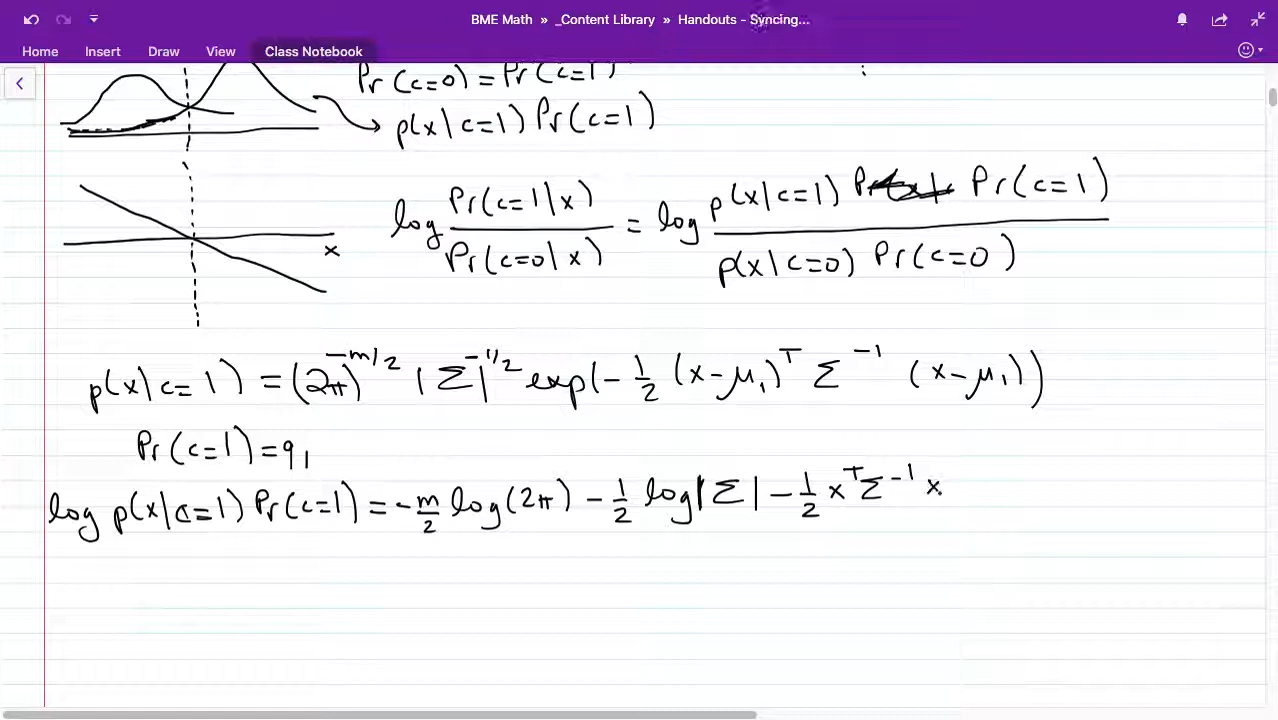 BME Math » _Content Library » Handouts - Syncing...
Home Insert Draw View Class Notebook
Pr(c=0) = Pr(c=1)
p(x|c=1) Pr(c=1)
log Pr(c=1|x) / Pr(c=0|x) = log p(x|c=1) Pr(c=1) / p(x|c=0) Pr(c=0)
x
p(x|c=1) = (2π)^{-m/2} |Σ|^{-1/2} exp(-1/2 (x-μ₁)^T Σ^{-1} (x-μ₁))
Pr(c=1) = q₁
log p(x|c=1) Pr(c=1) = -m/2 log(2π) - 1/2 log|Σ| - 1/2 x^T Σ^{-1} x